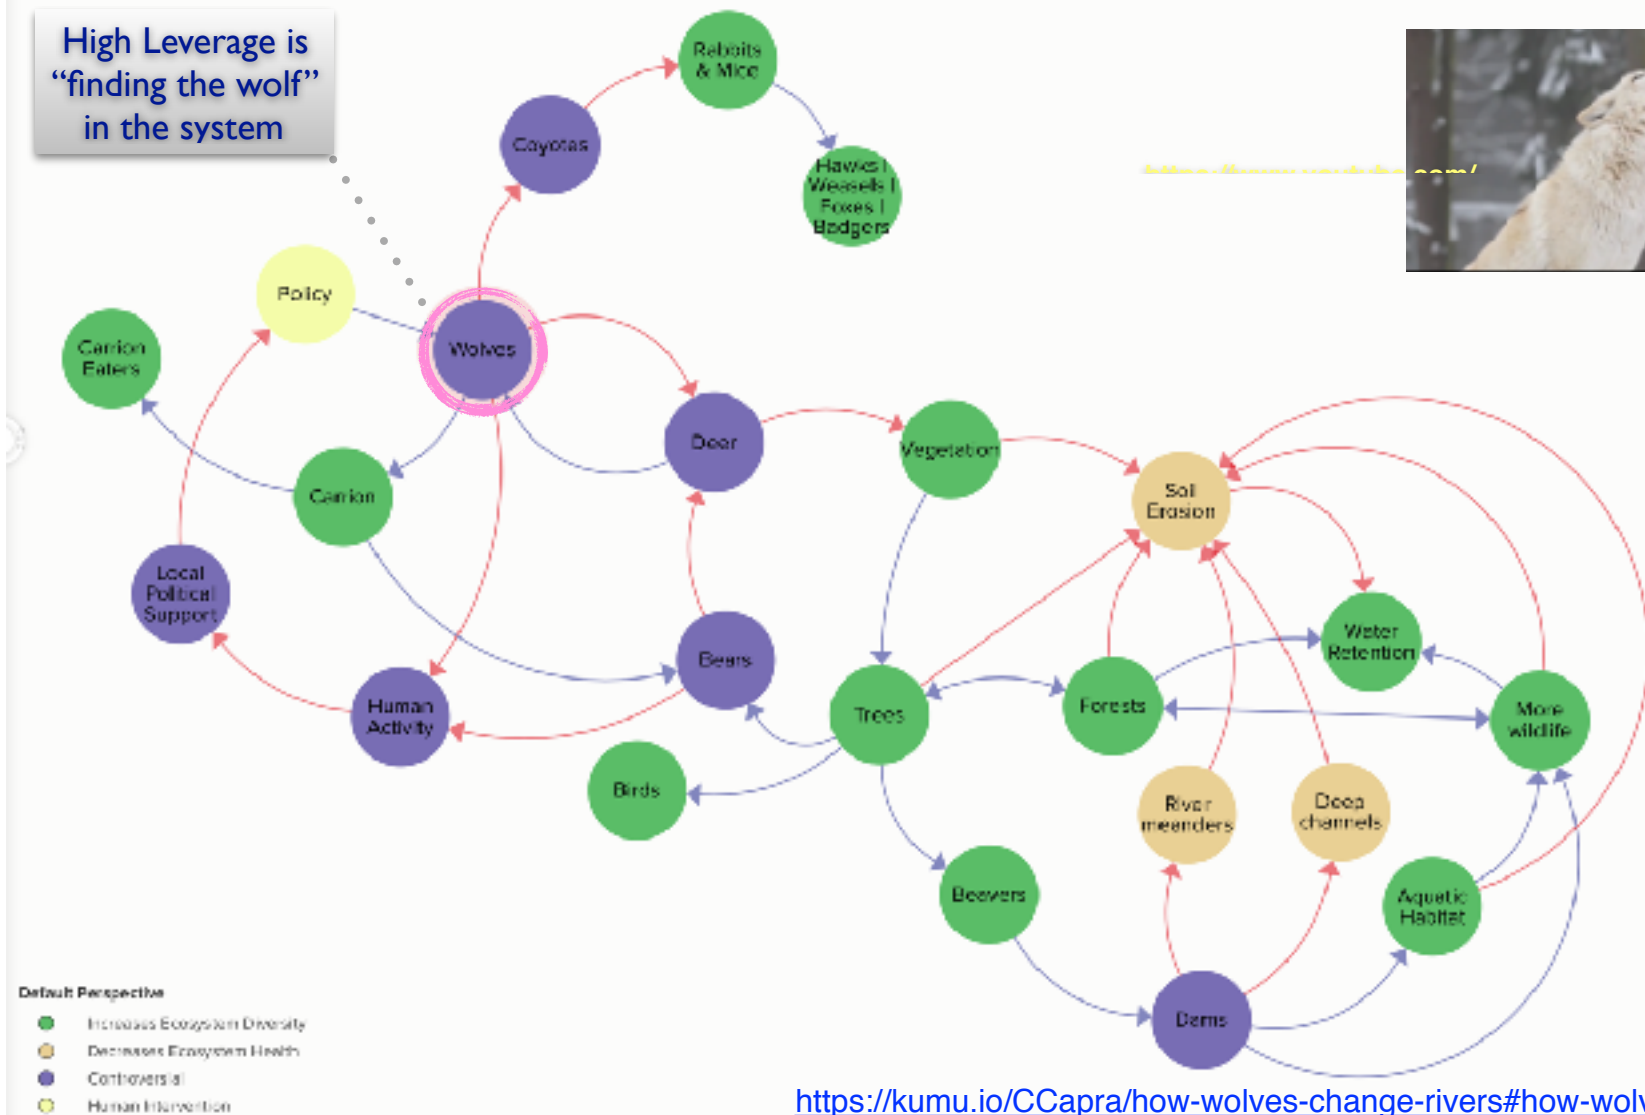 High Leverage is
“finding the wolf”
in the system
Rabbits
& Mice
Coyotes
Hawks |
Weasels |
Foxes |
Badgers
Policy
Wolves
Carrion
Eaters
Deer
Vegetation
Carrion
Soil
Erosion
Local
Political
Support
Water
Retention
Bears
Human
Activity
Trees
Forests
More
wildlife
Birds
River
meanders
Deep
channels
Beavers
Aquatic
Habitat
Dams
Default Perspective
Increases Ecosystem Diversity
Decreases Ecosystem Health
Controversial
Human Intervention
https://kumu.io/CCapra/how-wolves-change-rivers#how-wol